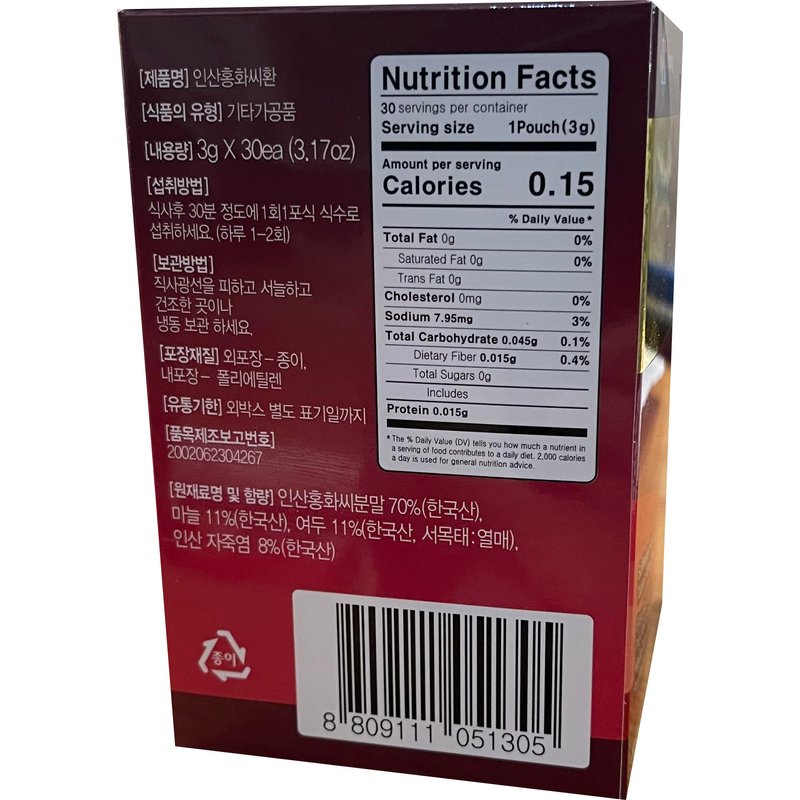 [제품명] 인산홍화씨환
[식품의 유형] 기타가공품
[내용량] 3g X 30ea (3.17oz)
[섭취방법]
식사후 30분 정도에 1회1포식 식수로
섭취하세요. (하루 1-2회)
[보관방법]
직사광선을 피하고 서늘하고
건조한 곳이나
냉동 보관 하세요.
[포장재질] 외포장 – 종이,
내포장 – 폴리에틸렌
[유통기한] 외박스 별도 표기일까지
[품목제조보고번호]
2002062304267
[원재료명 및 함량] 인산홍화씨분말 70%(한국산),
마늘 11%(한국산), 여두 11%(한국산, 서목태:열매),
인산 자죽염 8%(한국산)
Nutrition Facts
30 servings per container
Serving size 1Pouch(3g)
Amount per serving
Calories 0.15
% Daily Value *
Total Fat 0g 0%
Saturated Fat 0g 0%
Trans Fat 0g
Cholesterol 0mg 0%
Sodium 7.95mg 3%
Total Carbohydrate 0.045g 0.1%
Dietary Fiber 0.015g 0.4%
Total Sugars 0g
Includes
Protein 0.015g
* The % Daily Value (DV) tells you how much a nutrient in
a serving of food contributes to a daily diet. 2,000 calories
a day is used for general nutrition advice.
종이
8 809111 051305